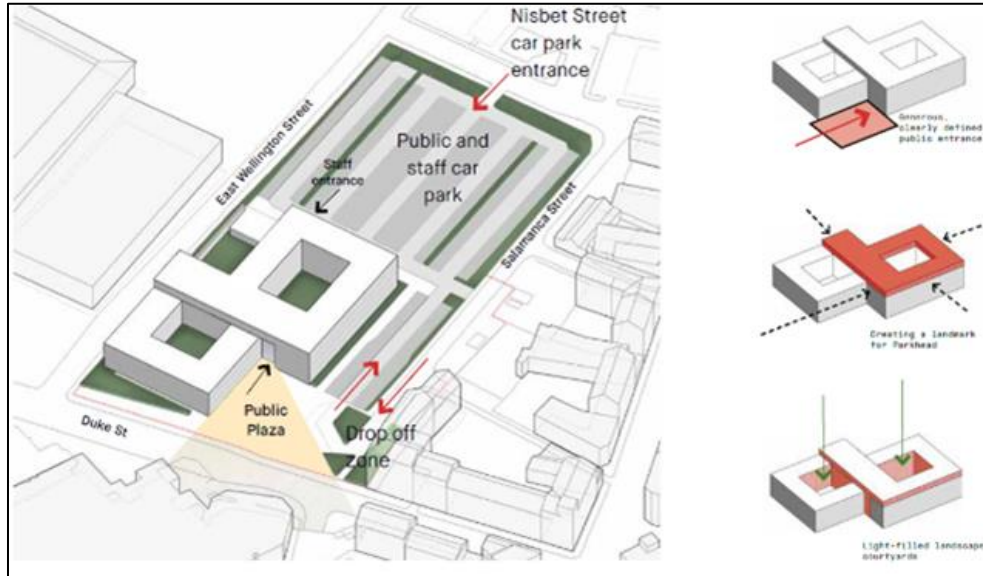 Nisbet Street
car park
entrance
East Wellington Street
Staff
entrance
Public and
staff car
park
Salamanca Street
Public
Plaza
Duke St
Drop off
zone
Generous,
clearly defined
public entrance
Creating a landmark
for Parkhead
Light-filled landscape
courtyards